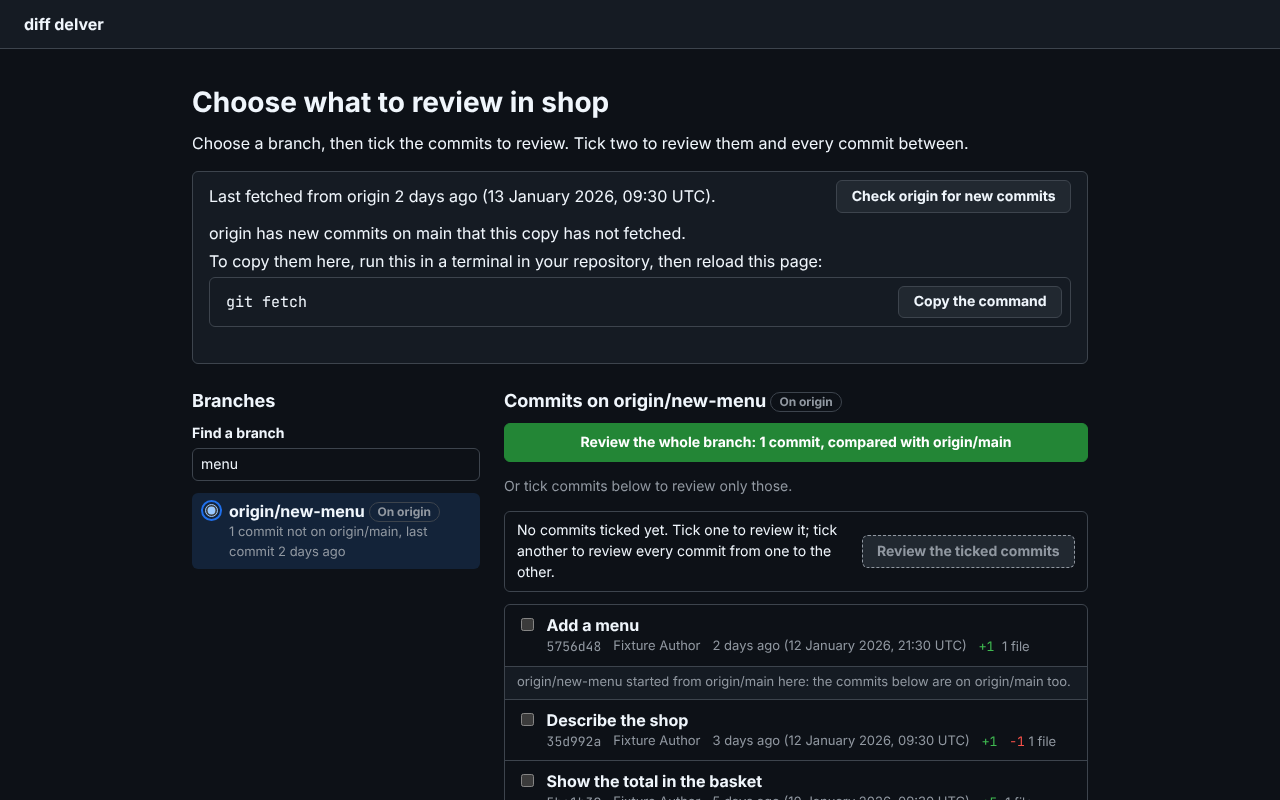 diff delver
Choose what to review in shop
Choose a branch, then tick the commits to review. Tick two to review them and every commit between.
Last fetched from origin 2 days ago (13 January 2026, 09:30 UTC).
Check origin for new commits
origin has new commits on main that this copy has not fetched.
To copy them here, run this in a terminal in your repository, then reload this page:
git fetch
Copy the command
Branches
Find a branch
menu
origin/new-menu On origin
1 commit not on origin/main, last
commit 2 days ago
Commits on origin/new-menu On origin
Review the whole branch: 1 commit, compared with origin/main
Or tick commits below to review only those.
No commits ticked yet. Tick one to review it; tick
another to review every commit from one to the
other.
Review the ticked commits
Add a menu
5756d48 Fixture Author 2 days ago (12 January 2026, 21:30 UTC) +1 1 file
origin/new-menu started from origin/main here: the commits below are on origin/main too.
Describe the shop
35d992a Fixture Author 3 days ago (12 January 2026, 09:30 UTC) +1 -1 1 file
Show the total in the basket